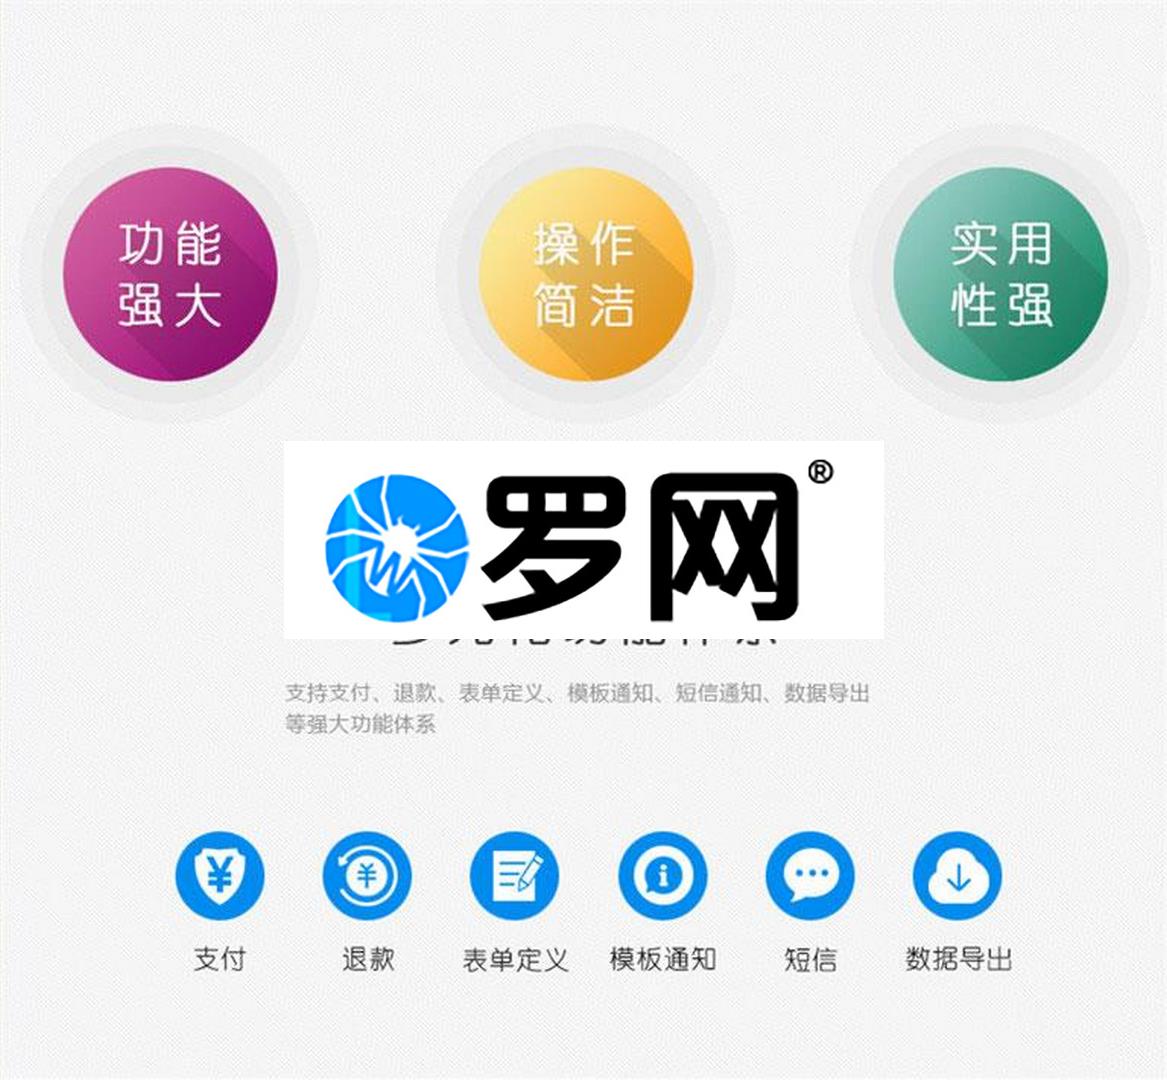 功能
强大
操作
简洁
实用
性强
罗网®
支持支付、退款、表单定义、模板通知、短信通知、数据导出
等强大功能体系
支付
退款
表单定义
模板通知
短信
数据导出